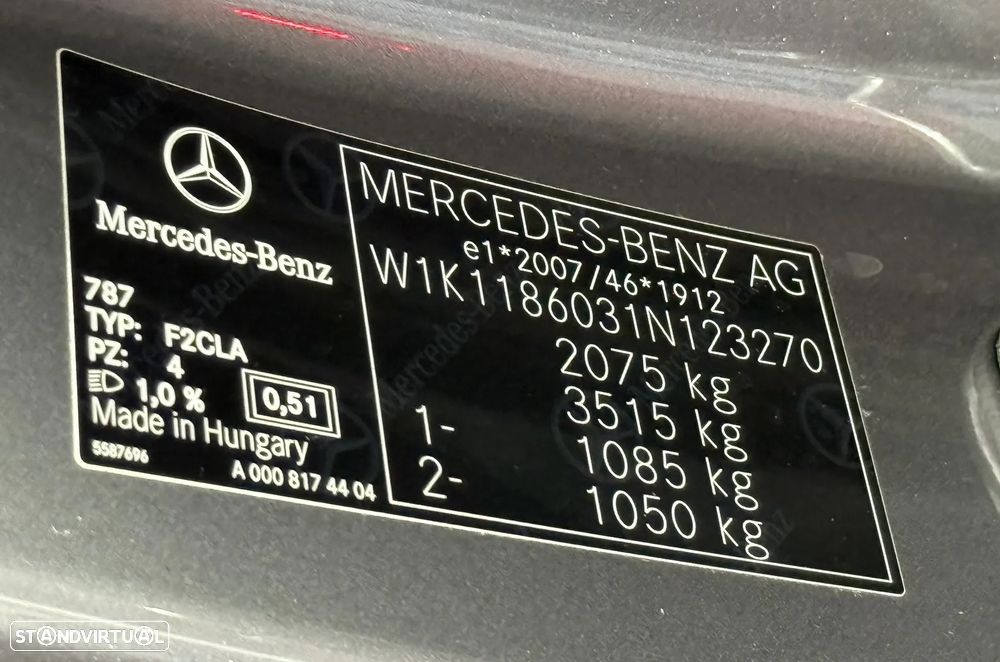 Mercedes-Benz
787
TYP: F2CLA
PZ: 4
1,0 %
0,51
Made in Hungary
5587696
A 000 817 44 04
MERCEDES-BENZ AG
e1*2007/46*1912
W1K1186031N123270
2075 kg
3515 kg
1- 1085 kg
2- 1050 kg
STANDVIRTUAL